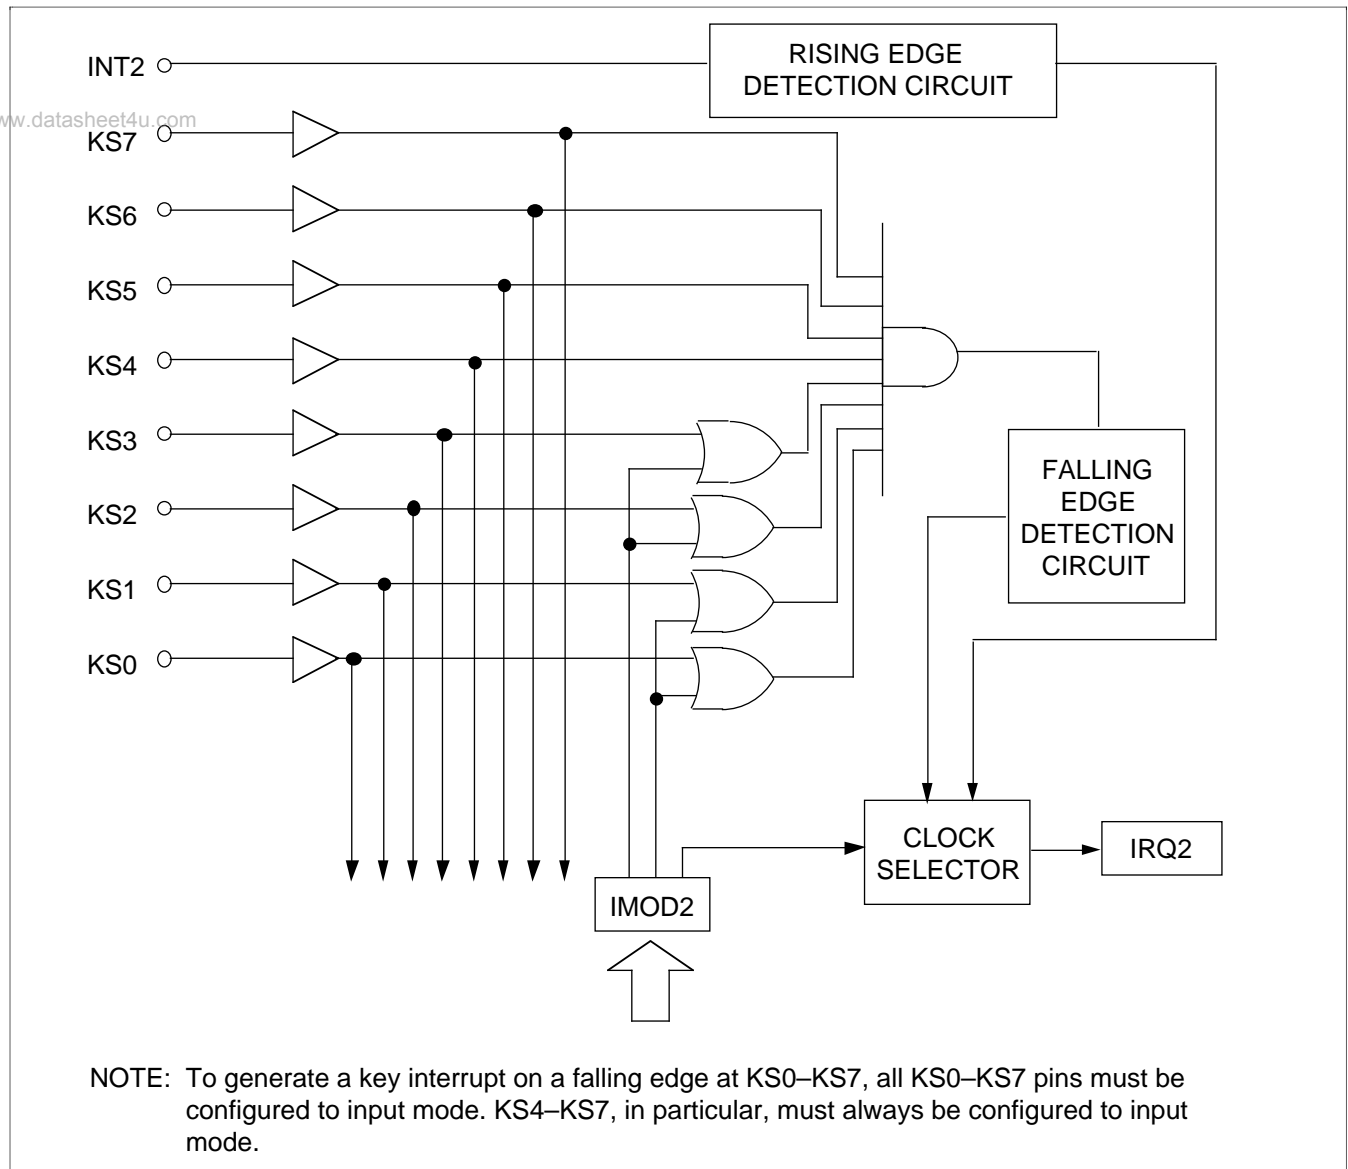 INT2
RISING EDGE
DETECTION CIRCUIT
ww.datasheet4u.com
KS7
KS6
KS5
KS4
KS3
KS2
KS1
KS0
FALLING
EDGE
DETECTION
CIRCUIT
CLOCK
SELECTOR
IRQ2
IMOD2
NOTE: To generate a key interrupt on a falling edge at KS0–KS7, all KS0–KS7 pins must be
configured to input mode. KS4–KS7, in particular, must always be configured to input
mode.